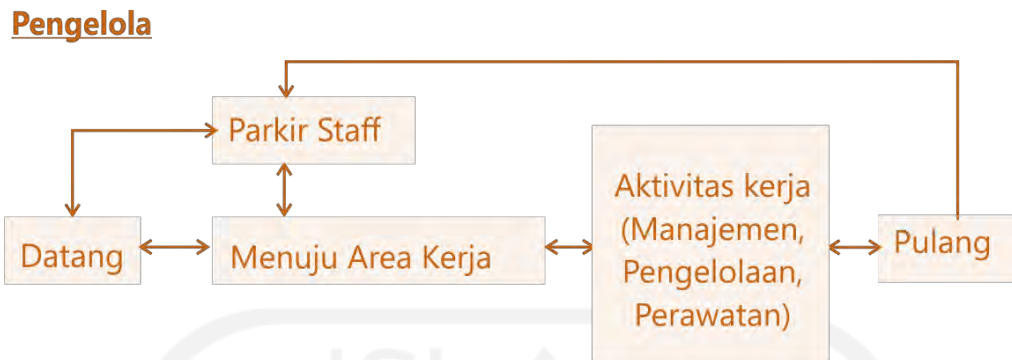 Pengelola
Parkir Staff
Datang
Menuju Area Kerja
Aktivitas kerja
(Manajemen,
Pengelolaan,
Perawatan)
Pulang